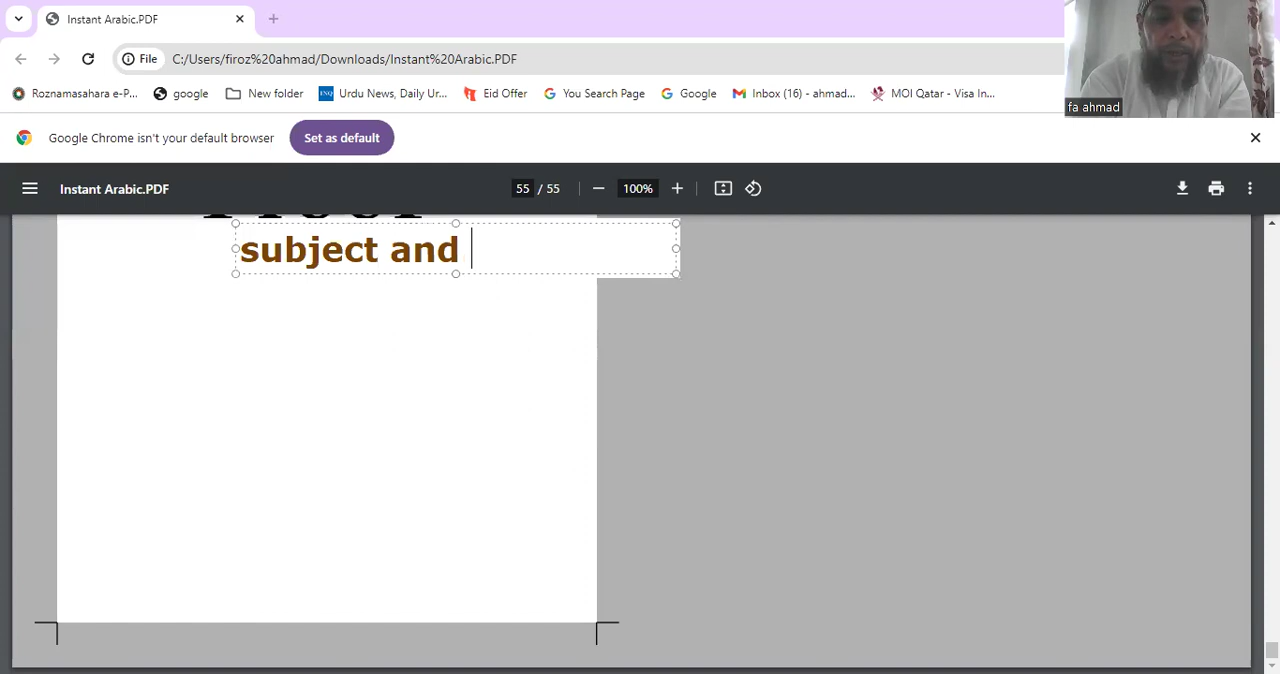 Instant Arabic.PDF
File
C:/Users/firoz%20ahmad/Downloads/Instant%20Arabic.PDF
Roznamasahara e-P...
google
New folder
ENQ
Urdu News, Daily Ur...
Eid Offer
You Search Page
Google
Inbox (16) - ahmad...
MOI Qatar - Visa In...
fa ahmad
Google Chrome isn't your default browser
Set as default
Instant Arabic.PDF
55 / 55
100%
subject and